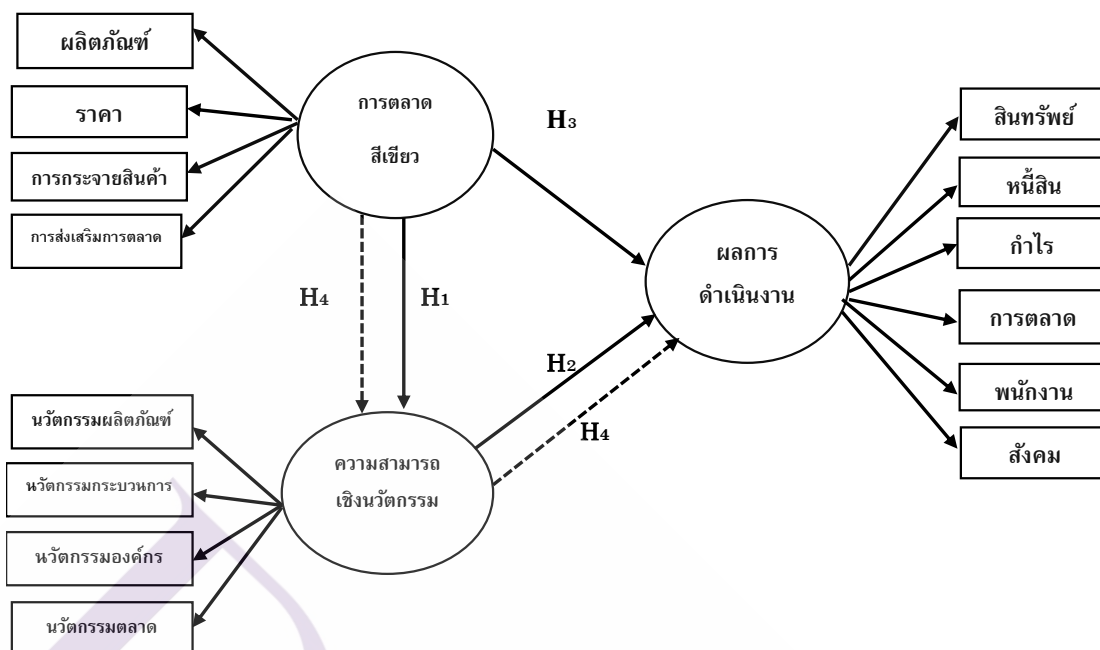 ผลิตภัณฑ์
ราคา
การกระจายสินค้า
การส่งเสริมการตลาด
การตลาด
สีเขียว
H3
H4
H1
ผลการ
ดำเนินงาน
สินทรัพย์
หนี้สิน
กำไร
การตลาด
พนักงาน
สังคม
H2
H4
ความสามารถ
เชิงนวัตกรรม
นวัตกรรมผลิตภัณฑ์
นวัตกรรมกระบวนการ
นวัตกรรมองค์กร
นวัตกรรมตลาด